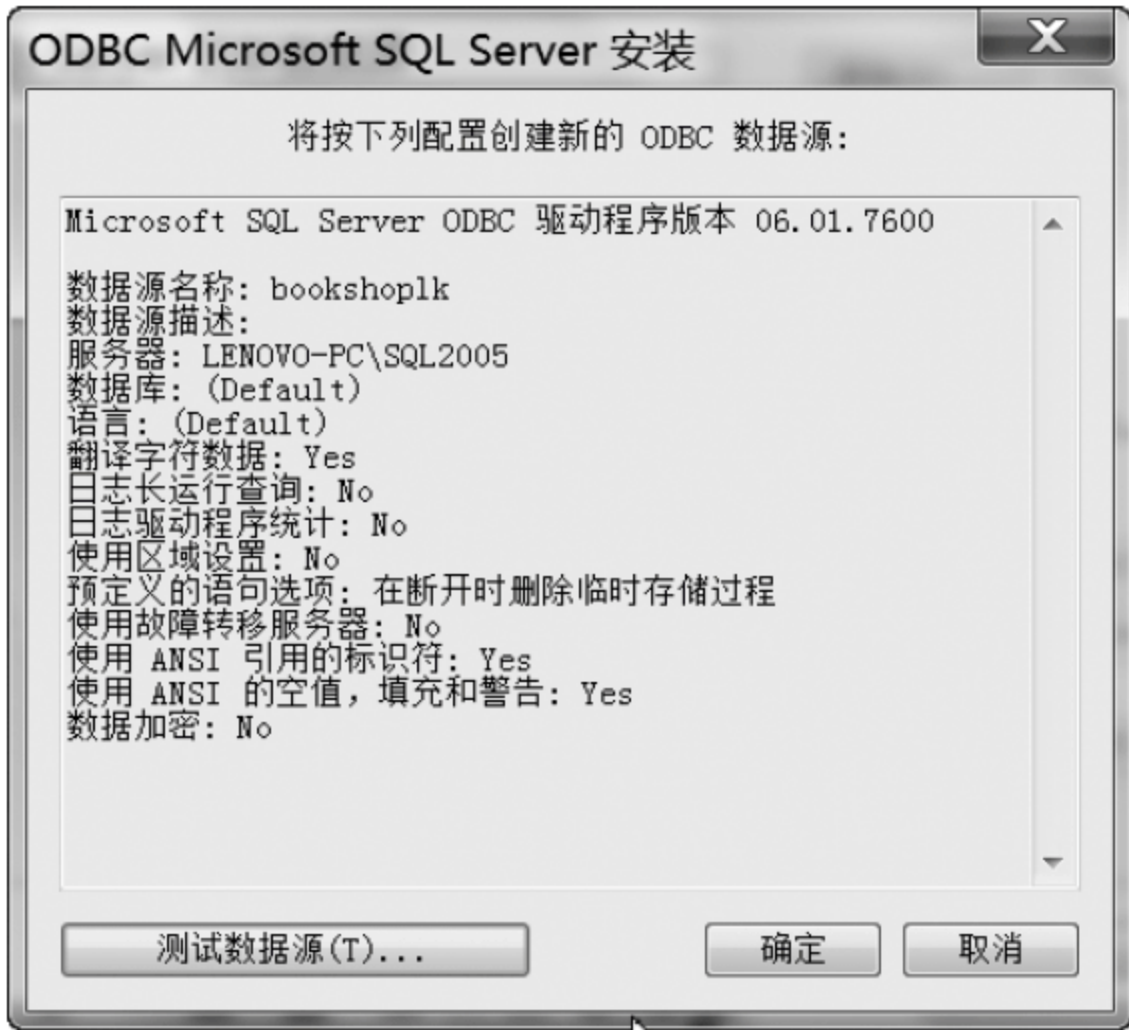 ODBC Microsoft SQL Server 安装
将按下列配置创建新的 ODBC 数据源:
Microsoft SQL Server ODBC 驱动程序版本 06.01.7600
数据源名称: bookshoplk
数据源描述:
服务器: LENOVO-PC\SQL2005
数据库: (Default)
语言: (Default)
翻译字符数据: Yes
日志长运行查询: No
日志驱动程序统计: No
使用区域设置: No
预定义的语句选项: 在断开时删除临时存储过程
使用故障转移服务器: No
使用 ANSI 引用的标识符: Yes
使用 ANSI 的空值，填充和警告: Yes
数据加密: No
测试数据源(T)...
确定
取消